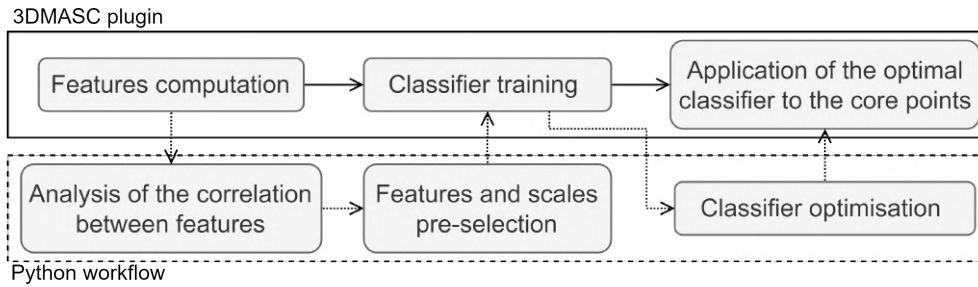 3DMASC plugin
Features computation
Classifier training
Application of the optimal
classifier to the core points
Analysis of the correlation
between features
Features and scales
pre-selection
Classifier optimisation
Python workflow